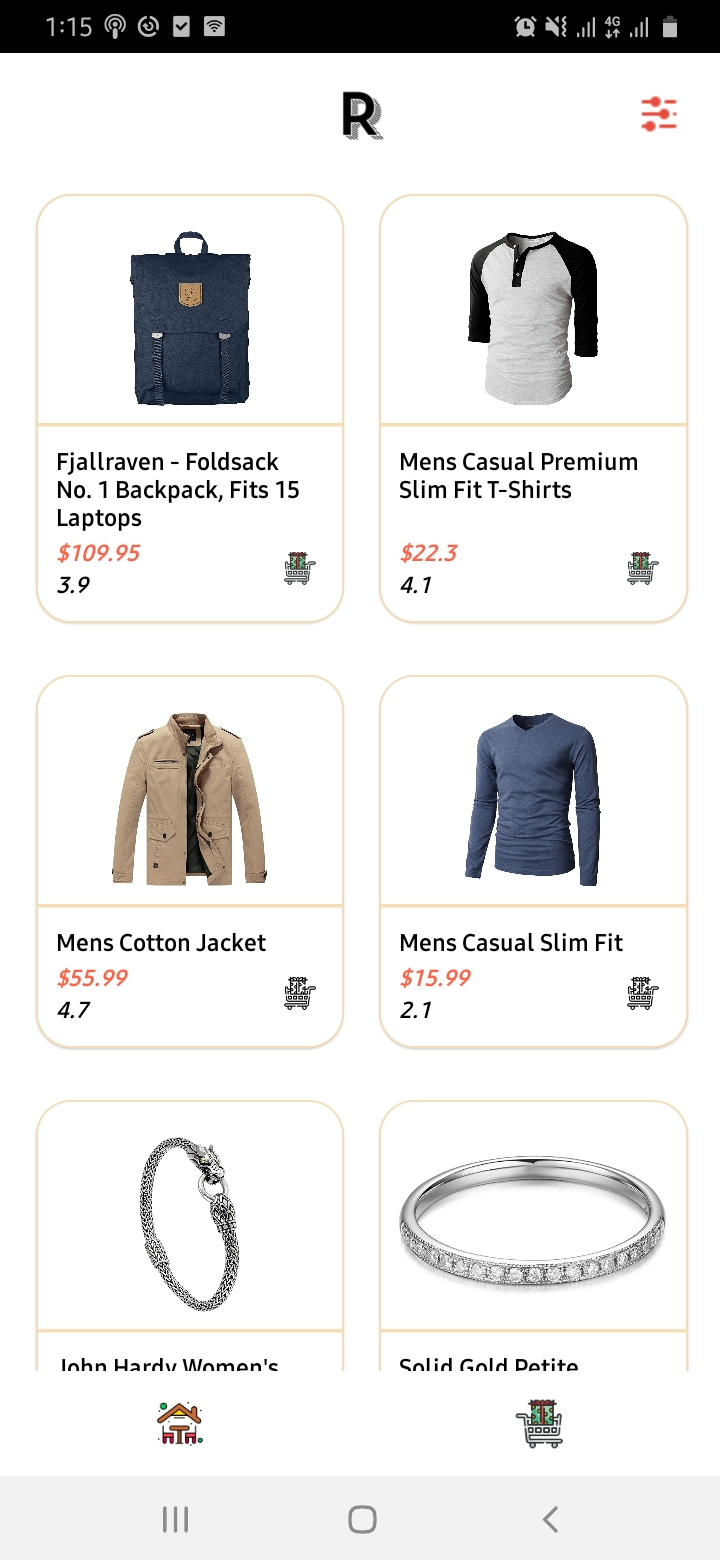 1:15
4G
R
Fjallraven - Foldsack
No. 1 Backpack, Fits 15
Laptops
$109.95
3.9
Mens Casual Premium
Slim Fit T-Shirts
$22.3
4.1
Mens Cotton Jacket
$55.99
4.7
Mens Casual Slim Fit
$15.99
2.1
John Hardy Women's
Solid Gold Petite